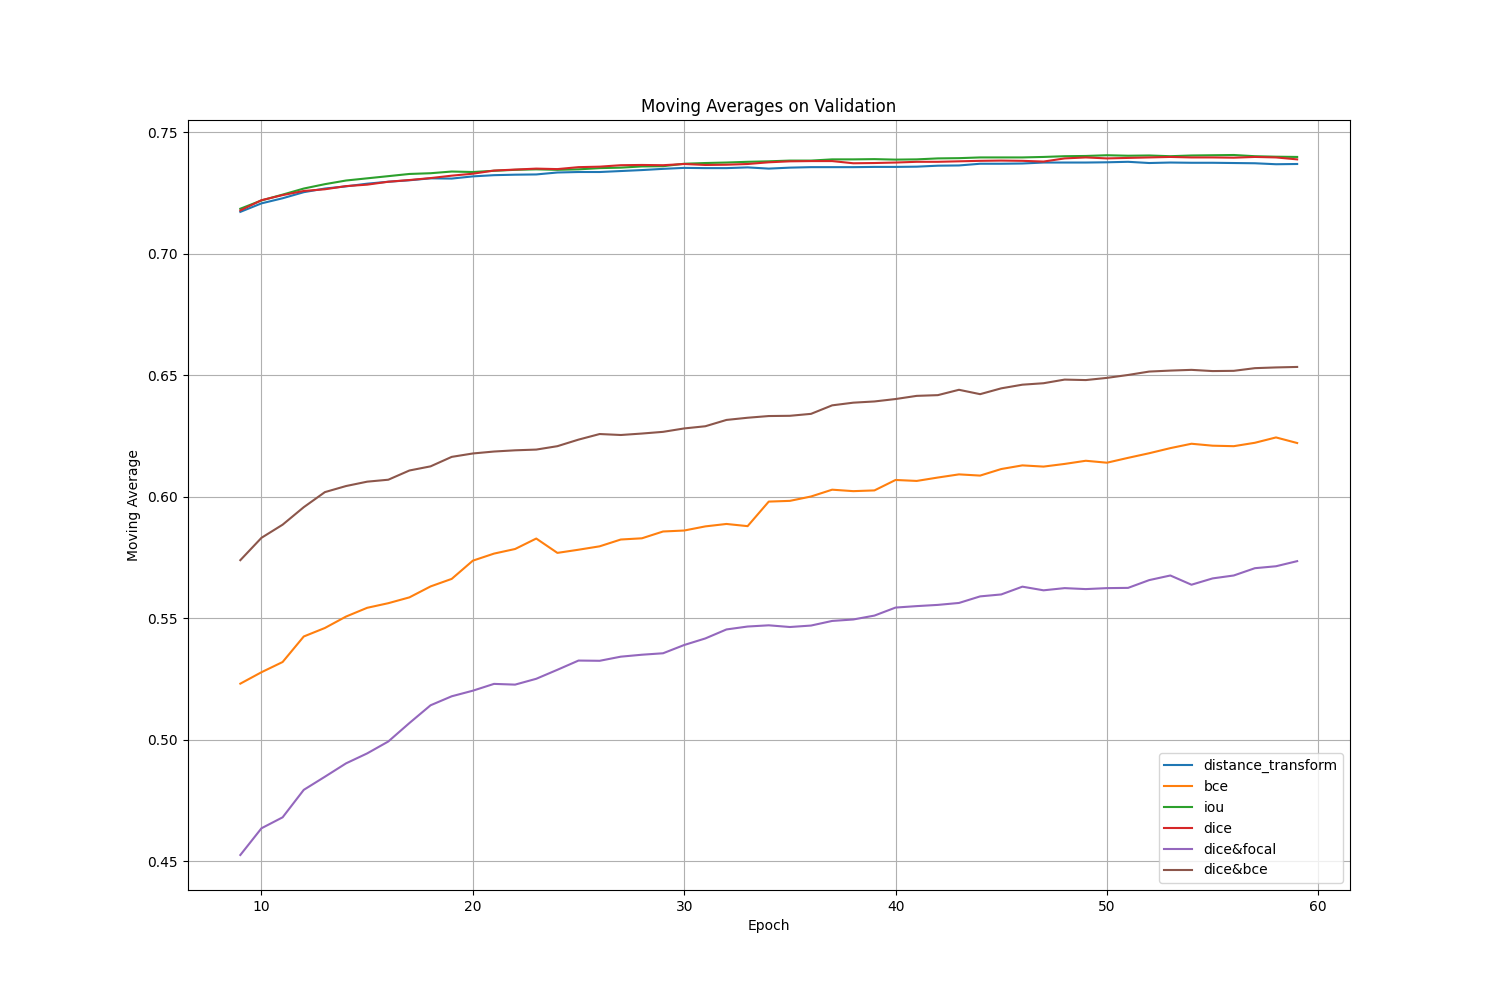 Moving Averages on Validation
0.75
0.70
0.65
0.60
0.55
0.50
0.45
Moving Average
10 20 30 40 50 60
Epoch
distance_transform
bce
iou
dice
dice&focal
dice&bce